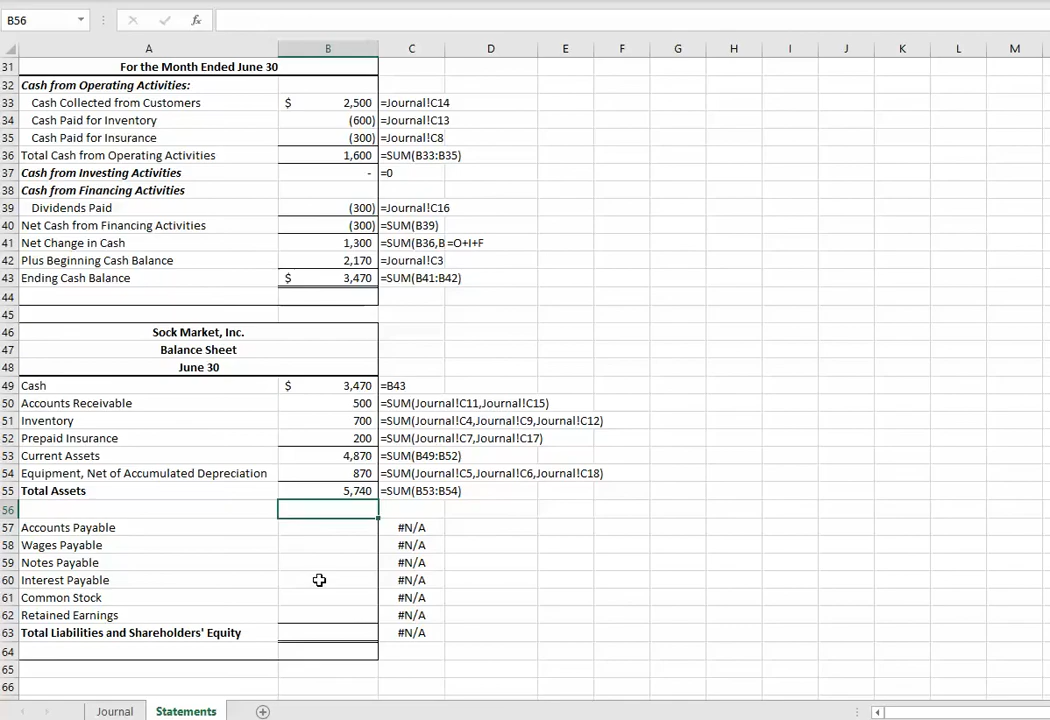 B56 fx
A B C D E F G H I J K L M
31 For the Month Ended June 30
32 Cash from Operating Activities:
33 Cash Collected from Customers $ 2,500 =Journal!C14
34 Cash Paid for Inventory (600) =Journal!C13
35 Cash Paid for Insurance (300) =Journal!C8
36 Total Cash from Operating Activities 1,600 =SUM(B33:B35)
37 Cash from Investing Activities - =0
38 Cash from Financing Activities
39 Dividends Paid (300) =Journal!C16
40 Net Cash from Financing Activities (300) =SUM(B39)
41 Net Change in Cash 1,300 =SUM(B36,B =O+I+F
42 Plus Beginning Cash Balance 2,170 =Journal!C3
43 Ending Cash Balance $ 3,470 =SUM(B41:B42)
44
45
46 Sock Market, Inc.
47 Balance Sheet
48 June 30
49 Cash $ 3,470 =B43
50 Accounts Receivable 500 =SUM(Journal!C11,Journal!C15)
51 Inventory 700 =SUM(Journal!C4,Journal!C9,Journal!C12)
52 Prepaid Insurance 200 =SUM(Journal!C7,Journal!C17)
53 Current Assets 4,870 =SUM(B49:B52)
54 Equipment, Net of Accumulated Depreciation 870 =SUM(Journal!C5,Journal!C6,Journal!C18)
55 Total Assets 5,740 =SUM(B53:B54)
56
57 Accounts Payable #N/A
58 Wages Payable #N/A
59 Notes Payable #N/A
60 Interest Payable #N/A
61 Common Stock #N/A
62 Retained Earnings #N/A
63 Total Liabilities and Shareholders' Equity #N/A
64
65
66
Journal Statements